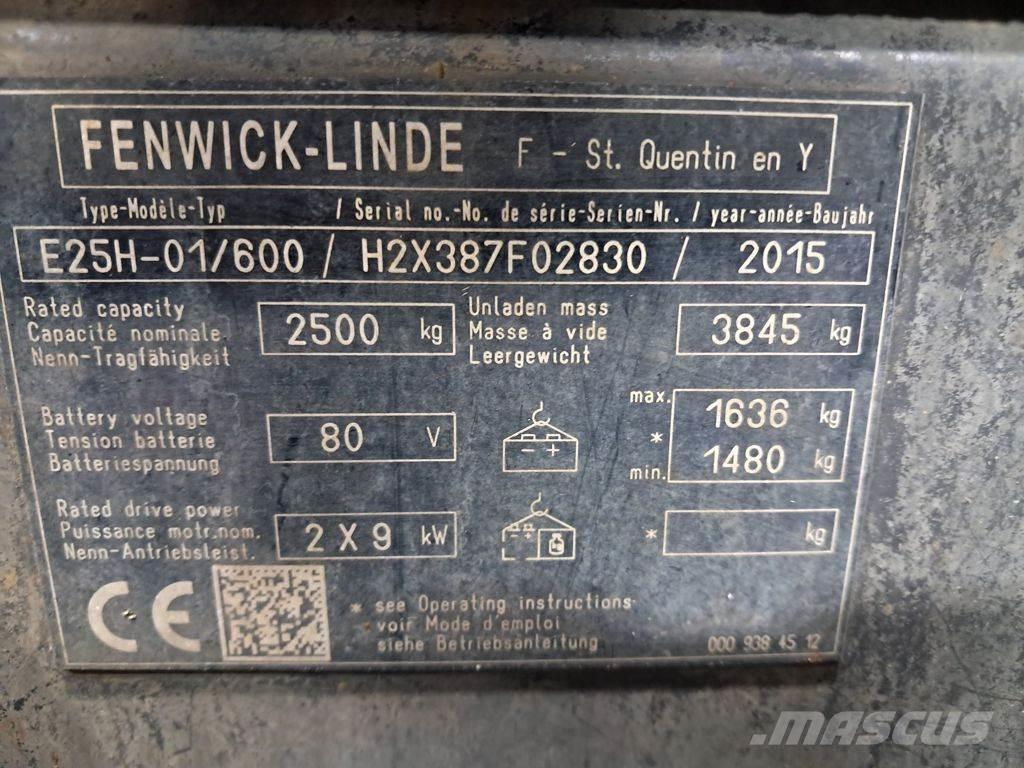 FENWICK-LINDE F - St. Quentin en Y
Type-Modèle-Typ / Serial no.-No. de série-Serien-Nr. / year-année-Baujahr
E25H-01/600 / H2X387F02830 / 2015
Rated capacity
Capacité nominale
Nenn-Tragfähigkeit
2500 kg
Unladen mass
Masse à vide
Leergewicht
3845 kg
Battery voltage
Tension batterie
Batteriespannung
80 V
- +
max. 1636 kg
*
min. 1480 kg
Rated drive power
Puissance motr.nom.
Nenn-Antriebsleist.
2 X 9 kW
- +
* kg
CE
* see Operating instructions
voir Mode d'emploi
siehe Betriebsanleitung
000 938 45 12
MASCUS